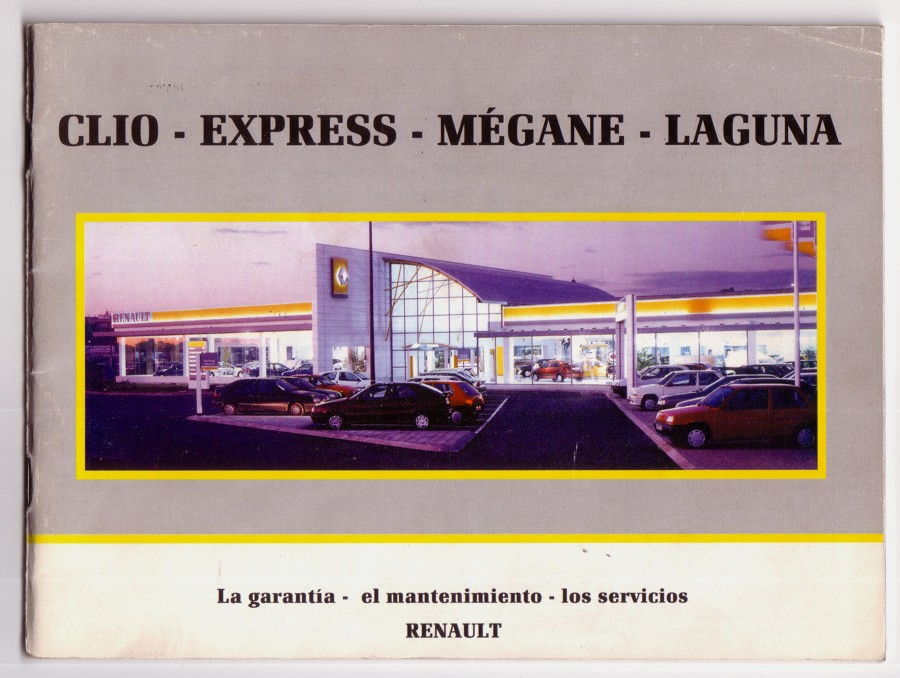 CLIO - EXPRESS - MÉGANE - LAGUNA
RENAULT
La garantía - el mantenimiento - los servicios
RENAULT